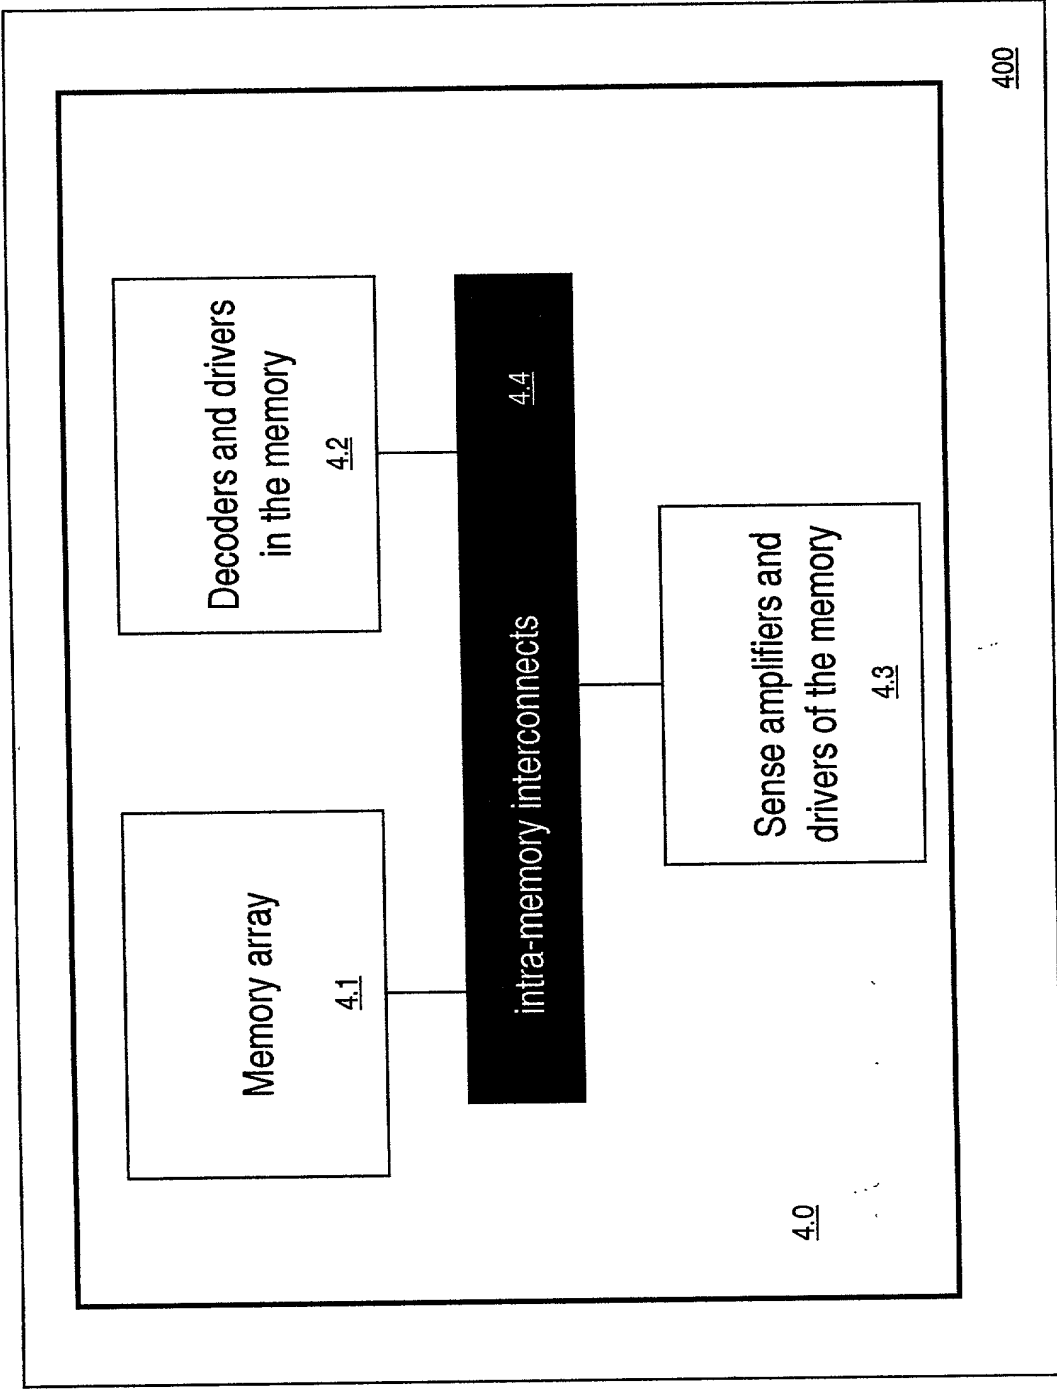 400
Memory array
4.1
Decoders and drivers
in the memory
4.2
intra-memory interconnects 4.4
Sense amplifiers and
drivers of the memory
4.3
4.0